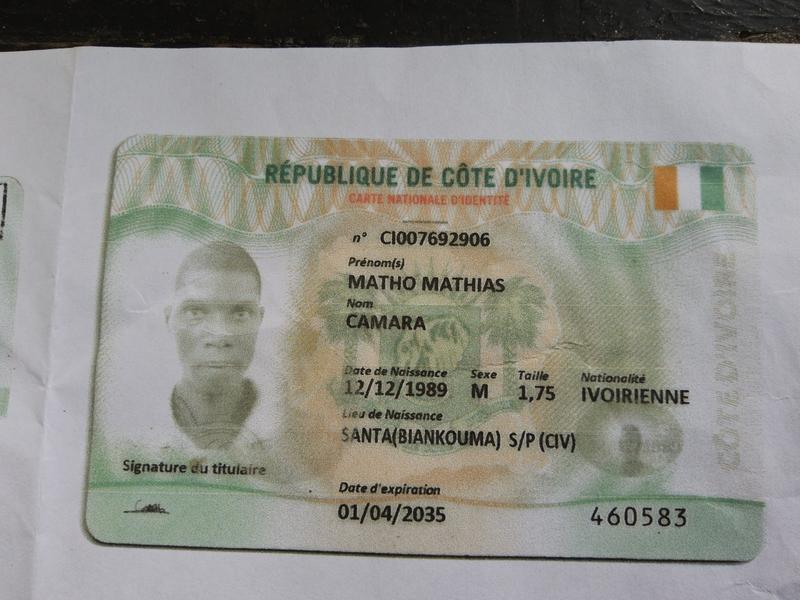 RÉPUBLIQUE DE CÔTE D'IVOIRE
CARTE NATIONALE D'IDENTITÉ
n° CI007692906
Prénom(s)
MATHO MATHIAS
Nom
CAMARA
Date de Naissance Sexe Taille Nationalité
12/12/1989 M 1,75 IVOIRIENNE
Lieu de Naissance
SANTA(BIANKOUMA) S/P (CIV)
Signature du titulaire
Date d'expiration
01/04/2035
460583